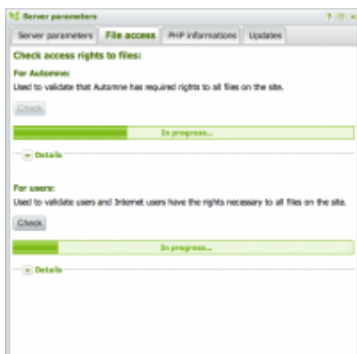 Server parameters
Server parameters File access PHP informations Updates
Check access rights to files:
For Automne:
Used to validate that Automne has required rights to all files on the site.
Check
In progress...
Details
For users:
Used to validate users and Internet users have the rights necessary to all files on the site.
Check
In progress...
Details